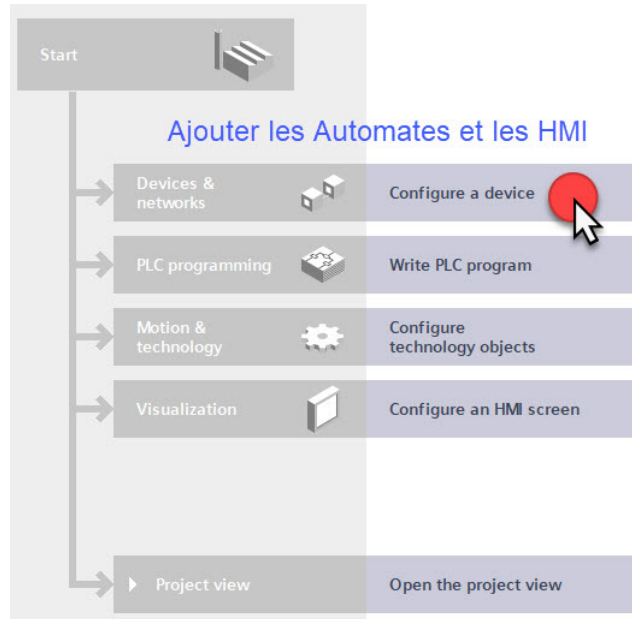 Start
Ajouter les Automates et les HMI
Devices &
networks
Configure a device
PLC programming
Write PLC program
Motion &
technology
Configure
technology objects
Visualization
Configure an HMI screen
Project view
Open the project view